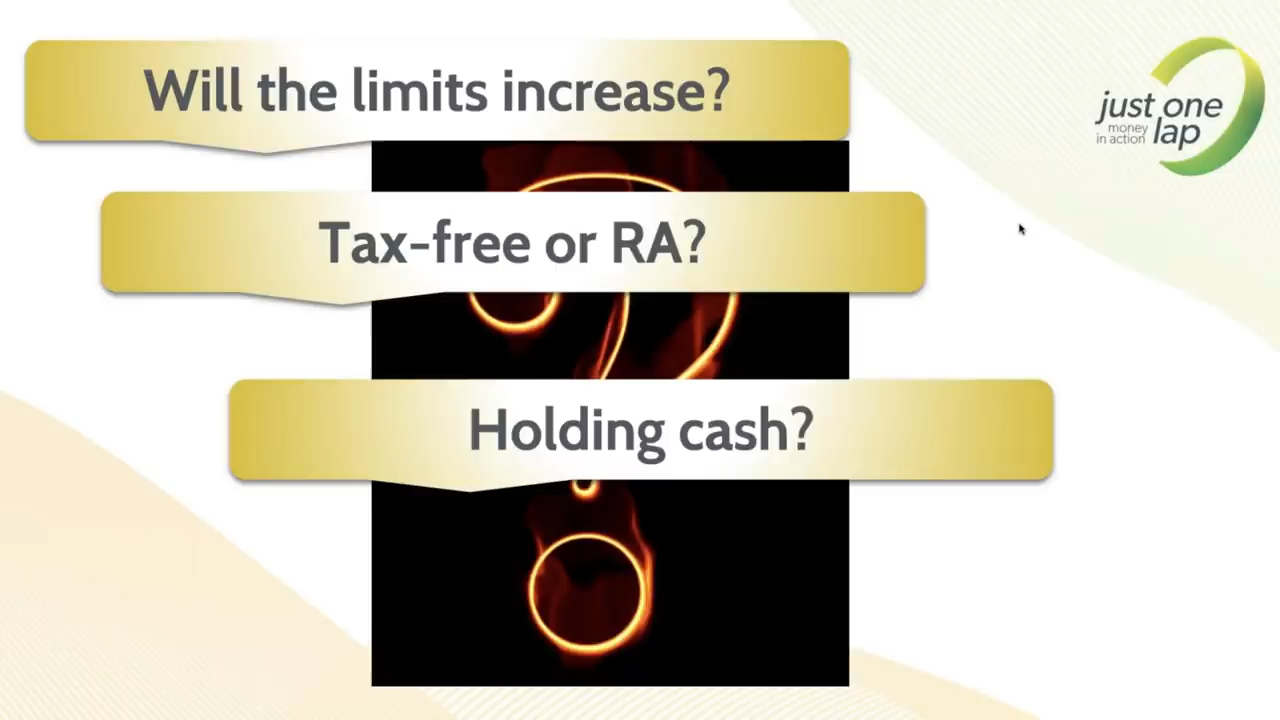 Will the limits increase?
just one
money
in action lap
Tax-free or RA?
Holding cash?